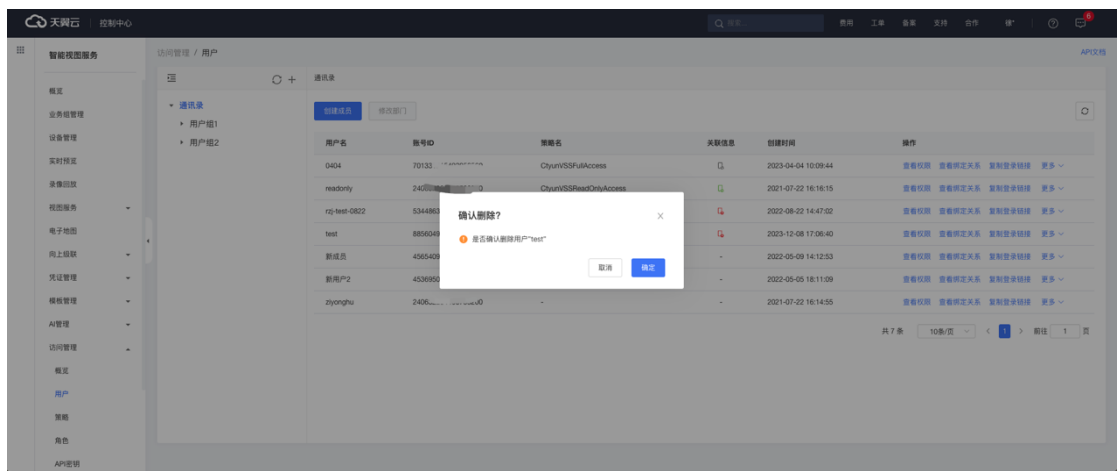 天翼云 控制中心 搜索... 费用 工单 备案 支持 合作 6
智能视图服务 访问管理 / 用户 API文档
通讯录
概览
通讯录 创建成员 修改部门
业务组管理
用户组1
设备管理
用户组2
用户名 账号ID 策略名 关联信息 创建时间 操作
实时预览
0404 70133 CtyunVSSFullAccess 2023-04-04 10:09:44 查看权限 查看绑定关系 复制登录链接 更多
录像回放
readonly 240 CtyunVSSReadOnlyAccess 2021-07-22 16:16:15 查看权限 查看绑定关系 复制登录链接 更多
视图服务
rzj-test-0822 5344863 2022-08-22 14:47:02 查看权限 查看绑定关系 复制登录链接 更多
确认删除?
电子地图
test 8856049 2023-12-08 17:06:40 查看权限 查看绑定关系 复制登录链接 更多
是否确认删除用户"test"
向上级联
新成员 4565409 - 2022-05-09 14:12:53 查看权限 查看绑定关系 复制登录链接 更多
取消 确定
凭证管理
新用户2 4536950 - 2022-05-05 18:11:09 查看权限 查看绑定关系 复制登录链接 更多
模板管理
ziyonghu - - 2021-07-22 16:14:55 查看权限 查看绑定关系 复制登录链接 更多
AI管理
共 7 条 10条/页 1 前往 1 页
访问管理
概览
用户
策略
角色
API密钥